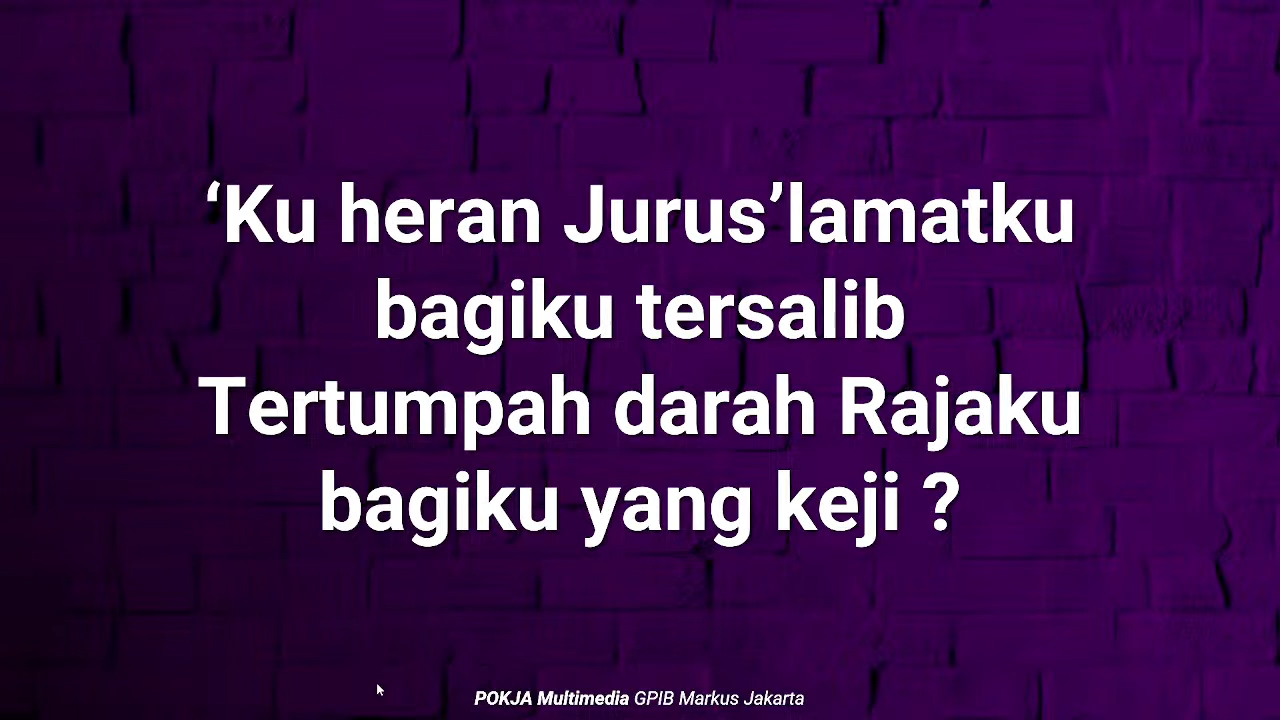 ‘Ku heran Jurus’lamatku
bagiku tersalib
Tertumpah darah Rajaku
bagiku yang keji ?
POKJA Multimedia GPIB Markus Jakarta